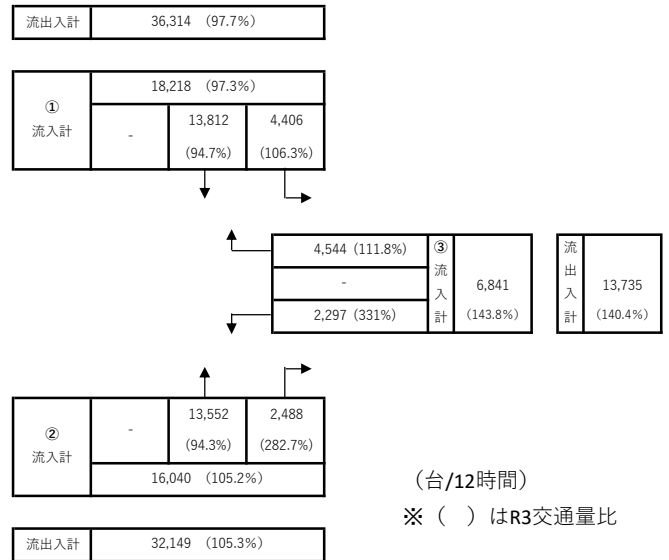 流出入計 36,314 （97.7%）
18,218 （97.3%）
①
流入計
- 13,812 4,406
(94.7%) (106.3%)
4,544 (111.8%)
-
2,297 (331%)
③
流
入
計
6,841
(143.8%)
流
出
入
計
13,735
(140.4%)
②
流入計
- 13,552 2,488
(94.3%) (282.7%)
16,040 （105.2%）
（台/12時間）
※（　）はR3交通量比
流出入計 32,149 （105.3%）